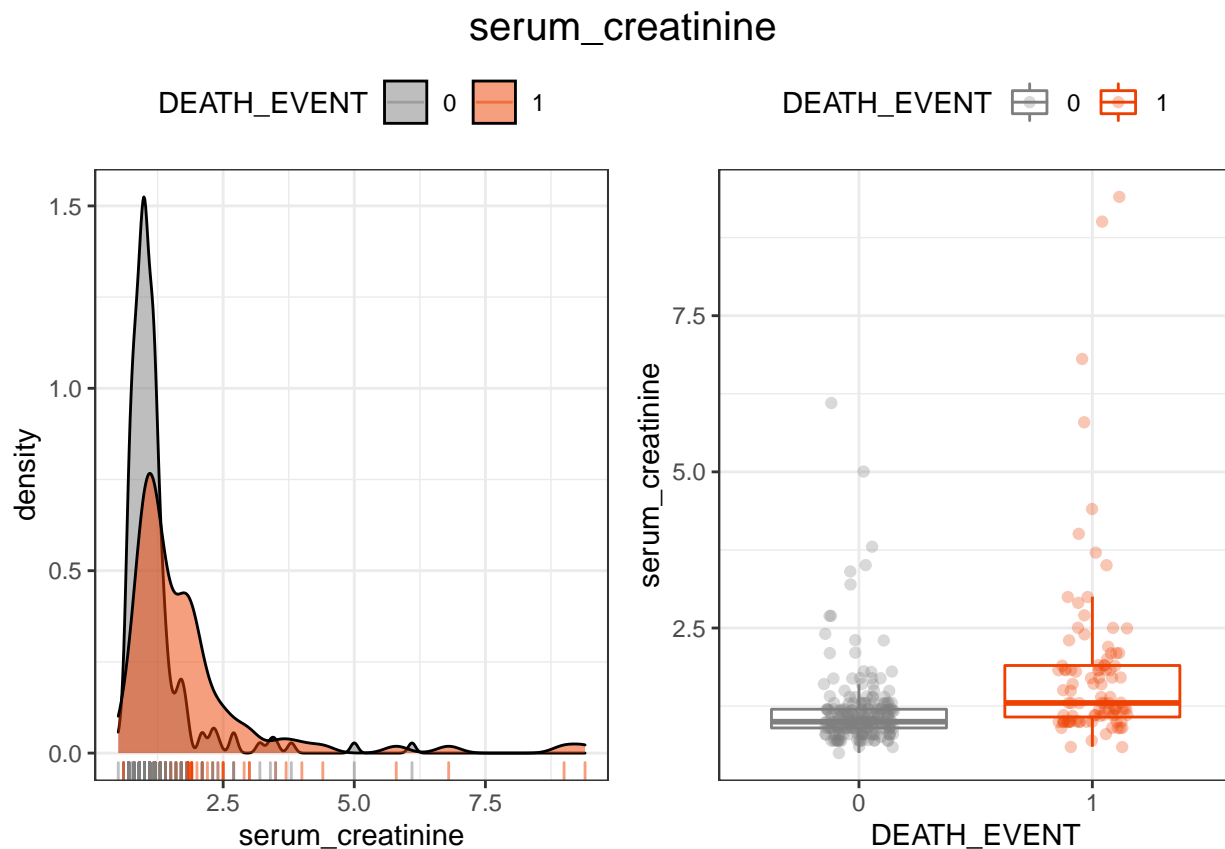 serum_creatinine
DEATH_EVENT 0 1
density
1.5
1.0
0.5
0.0
2.5 5.0 7.5
serum_creatinine
DEATH_EVENT 0 1
serum_creatinine
7.5
5.0
2.5
0 1
DEATH_EVENT